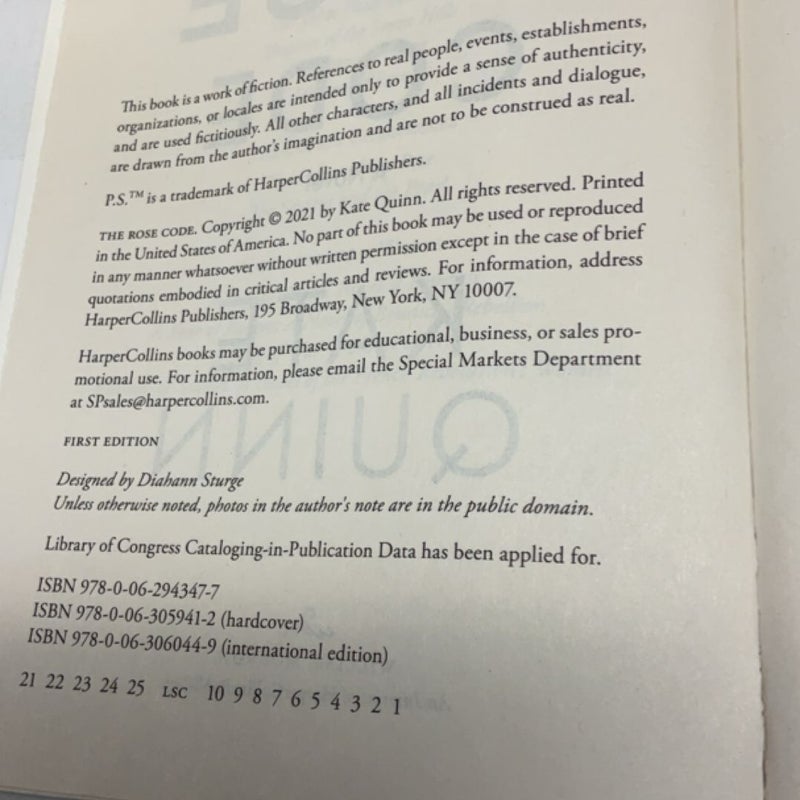 This book is a work of fiction. References to real people, events, establishments,
organizations, or locales are intended only to provide a sense of authenticity,
and are used fictitiously. All other characters, and all incidents and dialogue,
are drawn from the author's imagination and are not to be construed as real.
P.S.™ is a trademark of HarperCollins Publishers.
THE ROSE CODE. Copyright © 2021 by Kate Quinn. All rights reserved. Printed
in the United States of America. No part of this book may be used or reproduced
in any manner whatsoever without written permission except in the case of brief
quotations embodied in critical articles and reviews. For information, address
HarperCollins Publishers, 195 Broadway, New York, NY 10007.
HarperCollins books may be purchased for educational, business, or sales pro-
motional use. For information, please email the Special Markets Department
at SPsales@harpercollins.com.
FIRST EDITION
Designed by Diahann Sturge
Unless otherwise noted, photos in the author's note are in the public domain.
Library of Congress Cataloging-in-Publication Data has been applied for.
ISBN 978-0-06-294347-7
ISBN 978-0-06-305941-2 (hardcover)
ISBN 978-0-06-306044-9 (international edition)
21 22 23 24 25 LSC 10 9 8 7 6 5 4 3 2 1